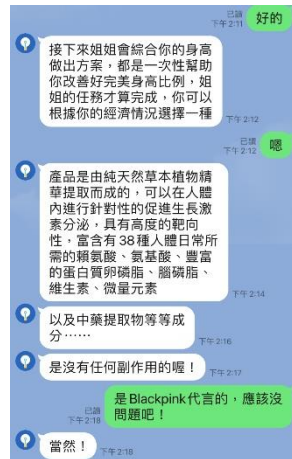 好的
已讀
下午 2:11
接下來姐姐會綜合你的身高
做出方案，都是一次性幫助
你改善好完美身高比例，姐
姐的任務才算完成，你可以
根據你的經濟情況選擇一種
下午 2:12
嗯
已讀
下午 2:12
產品是由純天然草本植物精
華提取而成的，可以在人體
內進行針對性的促進生長激
素分泌，具有高度的靶向
性，富含有38種人體日常所
需的賴氨酸、氨基酸、豐富
的蛋白質卵磷脂、腦磷脂、
維生素、微量元素
下午 2:14
以及中藥提取物等等成
分⋯⋯
下午 2:16
是沒有任何副作用的喔！
下午 2:17
是Blackpink代言的，應該沒
問題吧！
已讀
下午 2:18
當然！
下午 2:18